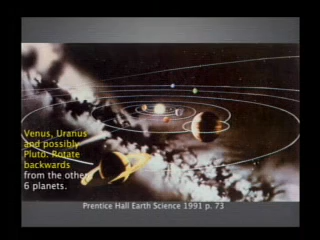 Venus, Uranus
and possibly
Pluto. Rotate
backwards
from the other
6 planets.
Prentice Hall Earth Science 1991 p. 73